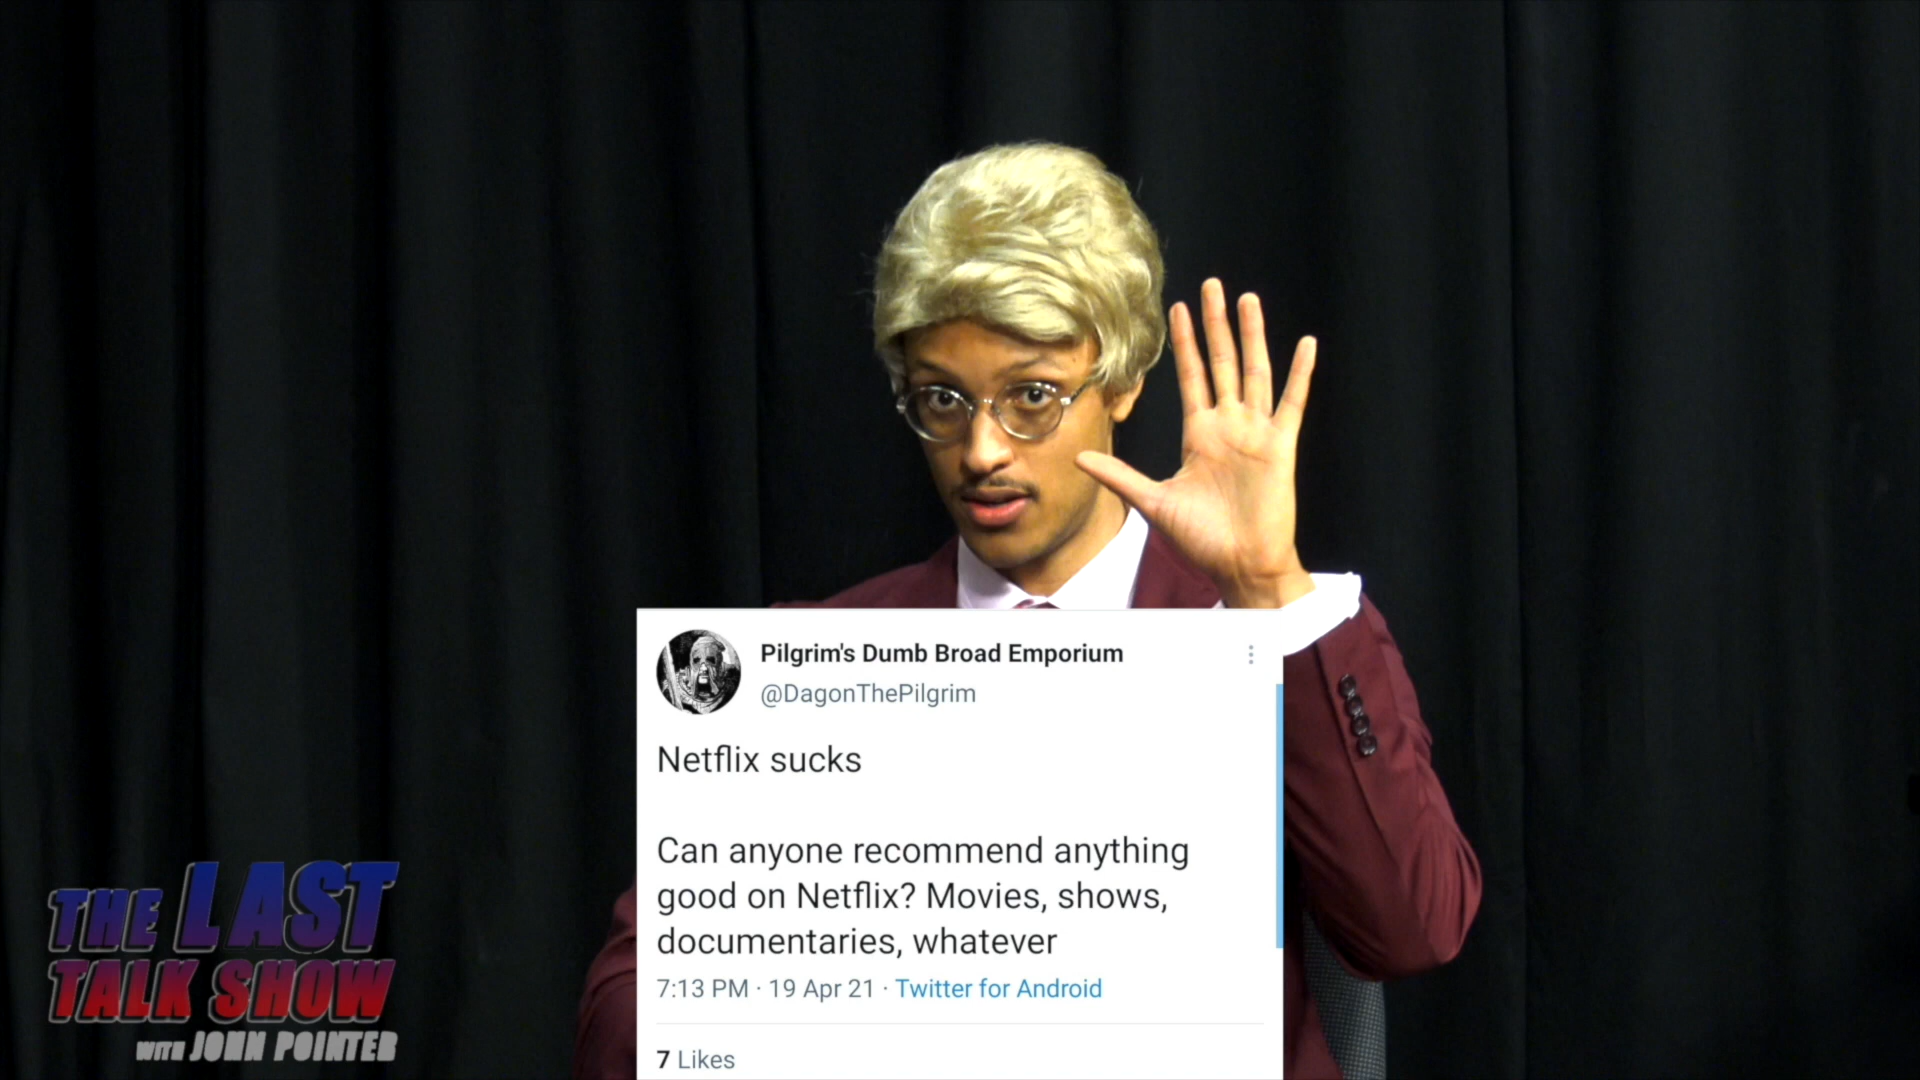 Pilgrim's Dumb Broad Emporium
@DagonThePilgrim
Netflix sucks
Can anyone recommend anything
good on Netflix? Movies, shows,
documentaries, whatever
7:13 PM · 19 Apr 21 · Twitter for Android
7 Likes
THE LAST
TALK SHOW
WITH JOHN POINTER